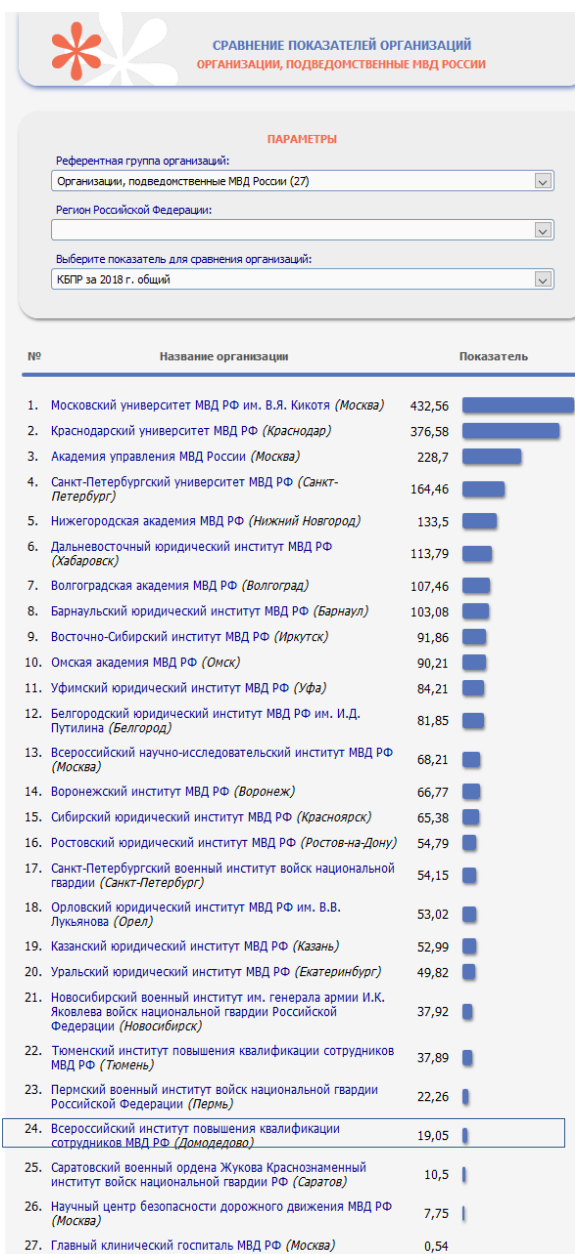 СРАВНЕНИЕ ПОКАЗАТЕЛЕЙ ОРГАНИЗАЦИЙ
ОРГАНИЗАЦИИ, ПОДВЕДОМСТВЕННЫЕ МВД РОССИИ
ПАРАМЕТРЫ
Референтная группа организаций:
Организации, подведомственные МВД России (27)
Регион Российской Федерации:
Выберите показатель для сравнения организаций:
КБПР за 2018 г. общий
№ Название организации Показатель
1. Московский университет МВД РФ им. В.Я. Кикотя (Москва) 432,56
2. Краснодарский университет МВД РФ (Краснодар) 376,58
3. Академия управления МВД России (Москва) 228,7
4. Санкт-Петербургский университет МВД РФ (Санкт-
Петербург) 164,46
5. Нижегородская академия МВД РФ (Нижний Новгород) 133,5
6. Дальневосточный юридический институт МВД РФ
(Хабаровск) 113,79
7. Волгоградская академия МВД РФ (Волгоград) 107,46
8. Барнаульский юридический институт МВД РФ (Барнаул) 103,08
9. Восточно-Сибирский институт МВД РФ (Иркутск) 91,86
10. Омская академия МВД РФ (Омск) 90,21
11. Уфимский юридический институт МВД РФ (Уфа) 84,21
12. Белгородский юридический институт МВД РФ им. И.Д.
Путилина (Белгород) 81,85
13. Всероссийский научно-исследовательский институт МВД РФ
(Москва) 68,21
14. Воронежский институт МВД РФ (Воронеж) 66,77
15. Сибирский юридический институт МВД РФ (Красноярск) 65,38
16. Ростовский юридический институт МВД РФ (Ростов-на-Дону) 54,79
17. Санкт-Петербургский военный институт войск национальной
гвардии (Санкт-Петербург) 54,15
18. Орловский юридический институт МВД РФ им. В.В.
Лукьянова (Орел) 53,02
19. Казанский юридический институт МВД РФ (Казань) 52,99
20. Уральский юридический институт МВД РФ (Екатеринбург) 49,82
21. Новосибирский военный институт им. генерала армии И.К.
Яковлева войск национальной гвардии Российской 37,92
Федерации (Новосибирск)
22. Тюменский институт повышения квалификации сотрудников
МВД РФ (Тюмень) 37,89
23. Пермский военный институт войск национальной гвардии
Российской Федерации (Пермь) 22,26
24. Всероссийский институт повышения квалификации
сотрудников МВД РФ (Домодедово) 19,05
25. Саратовский военный ордена Жукова Краснознаменный
институт войск национальной гвардии РФ (Саратов) 10,5
26. Научный центр безопасности дорожного движения МВД РФ
(Москва) 7,75
27. Главный клинический госпиталь МВД РФ (Москва) 0,54